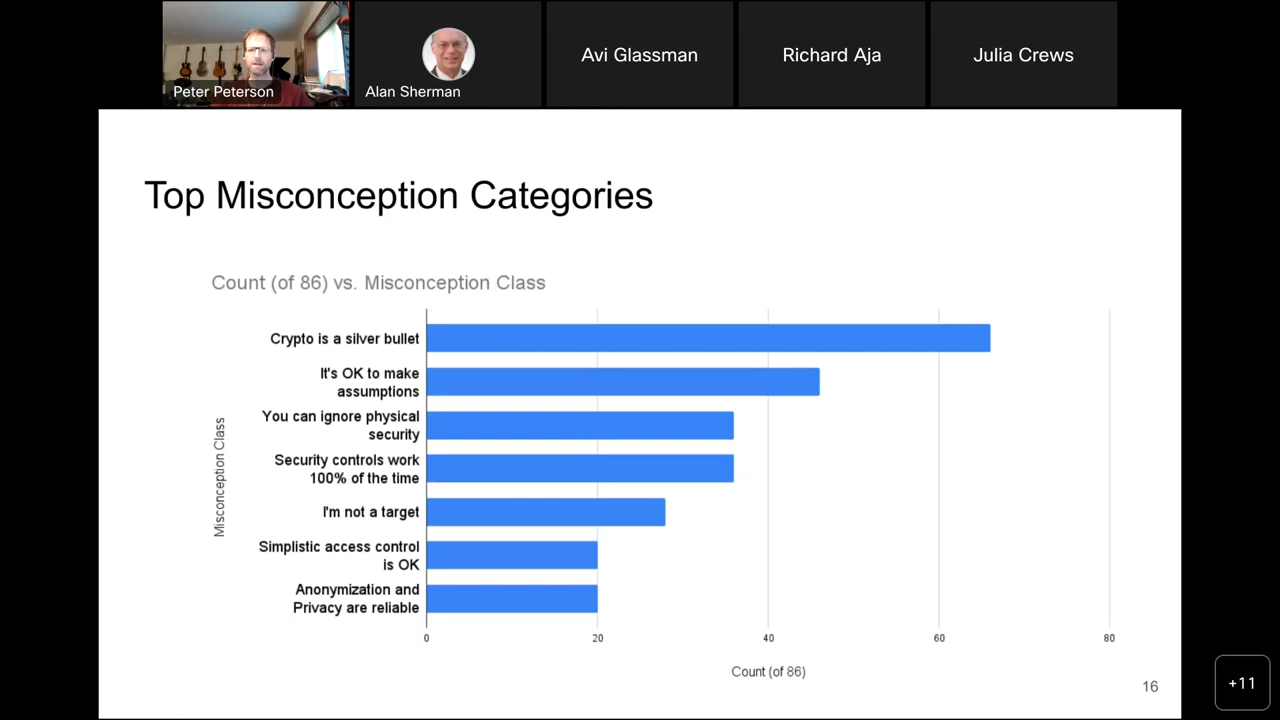 Peter Peterson
Alan Sherman
Avi Glassman
Richard Aja
Julia Crews
Top Misconception Categories
Count (of 86) vs. Misconception Class
Misconception Class
Crypto is a silver bullet
It's OK to make
assumptions
You can ignore physical
security
Security controls work
100% of the time
I'm not a target
Simplistic access control
is OK
Anonymization and
Privacy are reliable
0 20 40 60 80
Count (of 86)
16
+11